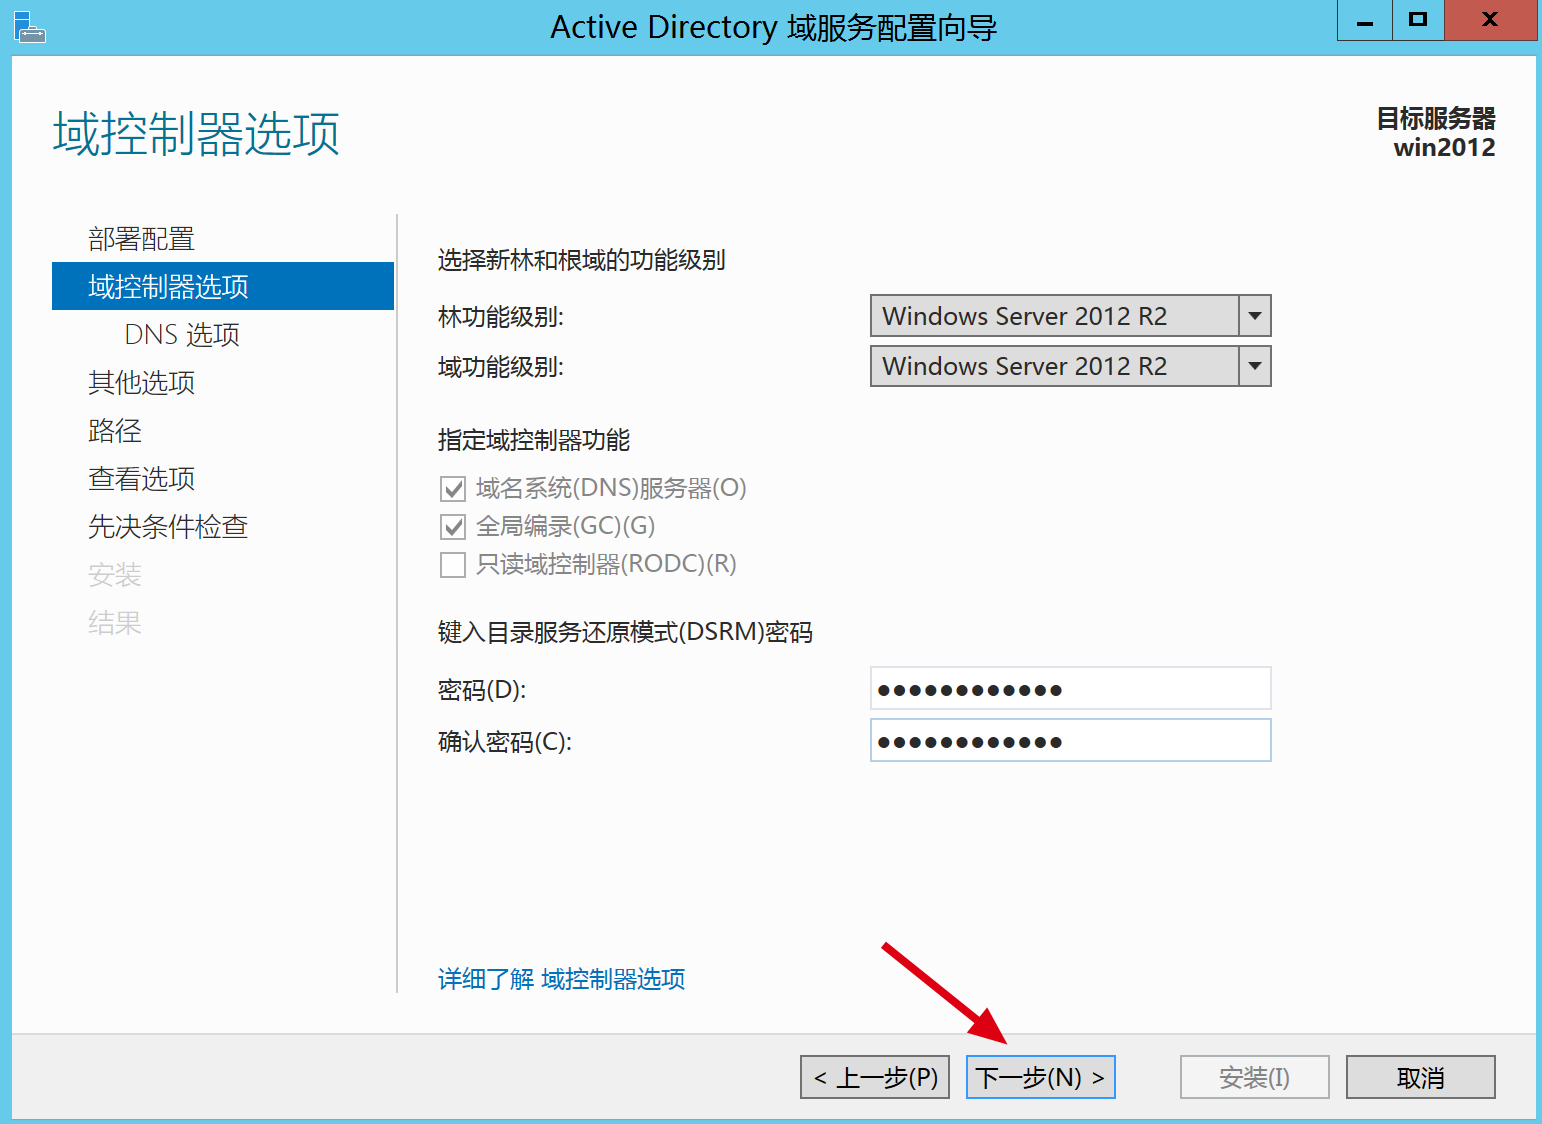 Active Directory 域服务配置向导
域控制器选项
目标服务器
win2012
部署配置
域控制器选项
DNS 选项
其他选项
路径
查看选项
先决条件检查
安装
结果
选择新林和根域的功能级别
林功能级别:
Windows Server 2012 R2
域功能级别:
Windows Server 2012 R2
指定域控制器功能
域名系统(DNS)服务器(O)
全局编录(GC)(G)
只读域控制器(RODC)(R)
键入目录服务还原模式(DSRM)密码
密码(D):
●●●●●●●●●●●●
确认密码(C):
●●●●●●●●●●●●
详细了解 域控制器选项
< 上一步(P)
下一步(N) >
安装(I)
取消